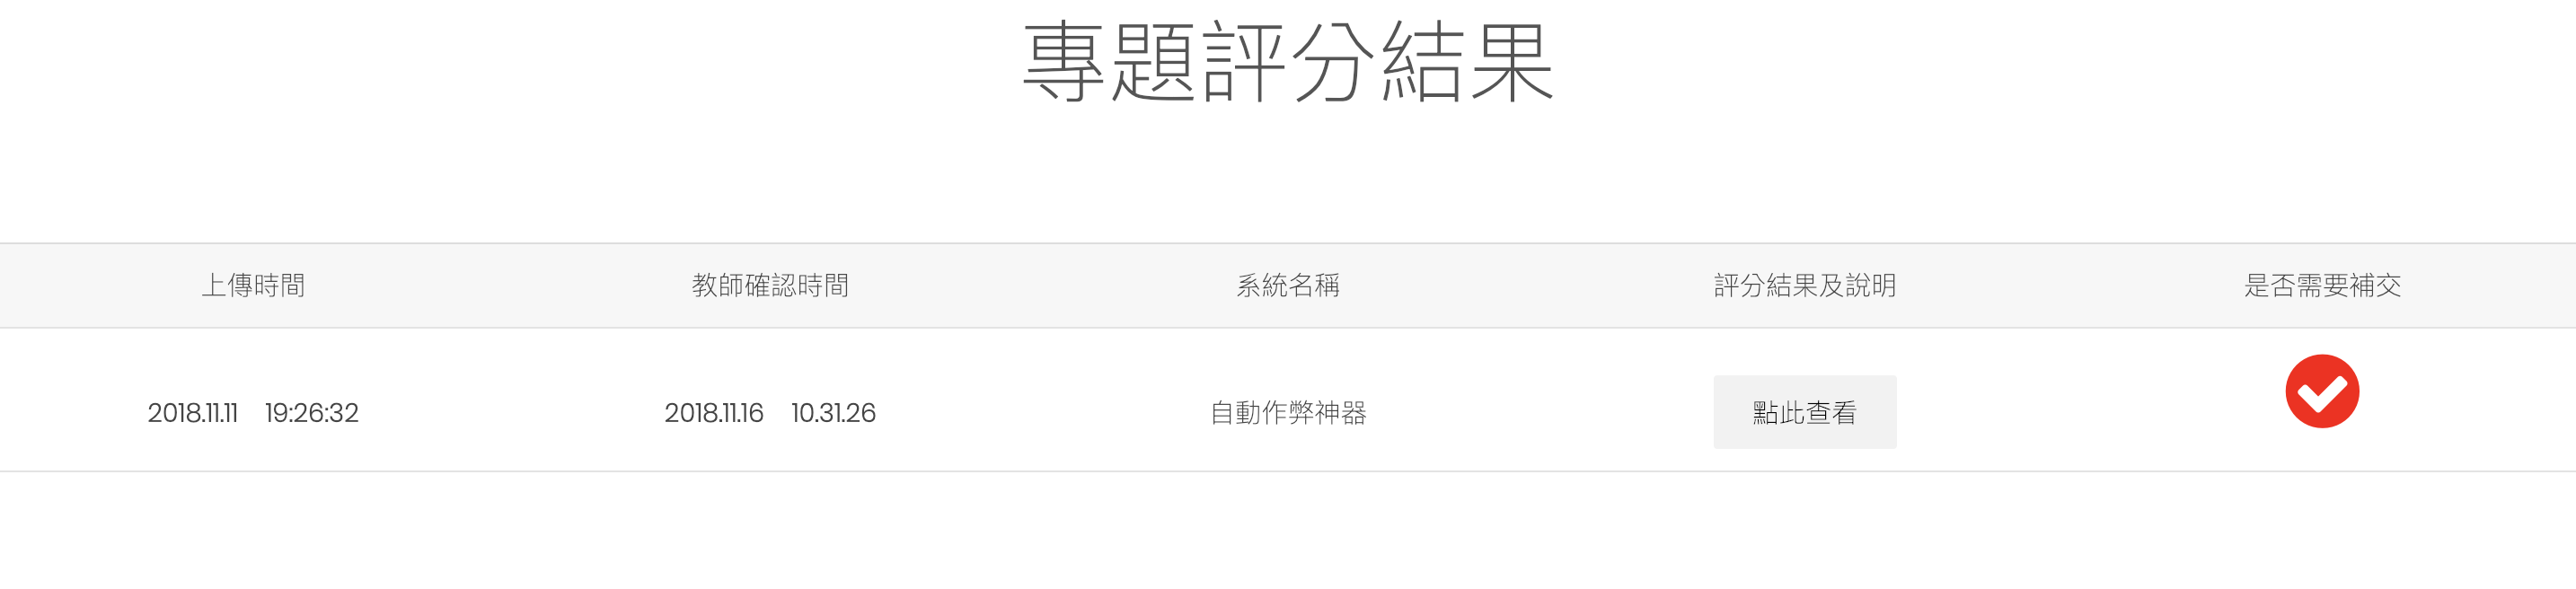 專題評分結果
上傳時間 教師確認時間 系統名稱 評分結果及說明 是否需要補交
2018.11.11 19:26:32 2018.11.16 10.31.26 自動作弊神器 點此查看